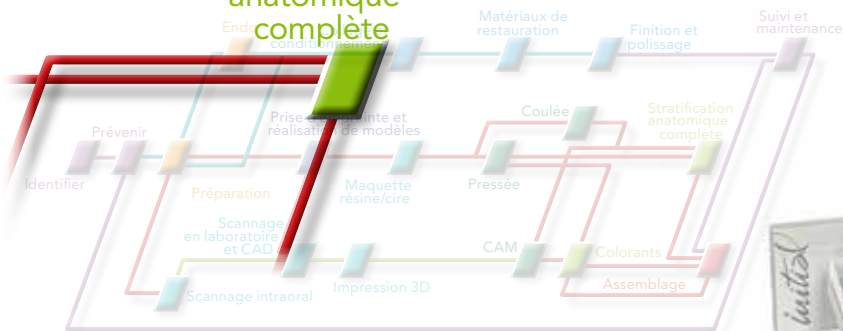 anatomique
complète
Endo
conditionnement
Matériaux de
restauration
Finition et
polissage
Suivi et
maintenance
Prévenir
Prise d'empreinte et
réalisation de modèles
Coulée
Stratification
anatomique
complète
Identifier
Préparation
Maquette
résine/cire
Pressée
Scannage
en laboratoire
et CAD
CAM
Colorants
Scannage intraoral
Impression 3D
Assemblage
initial